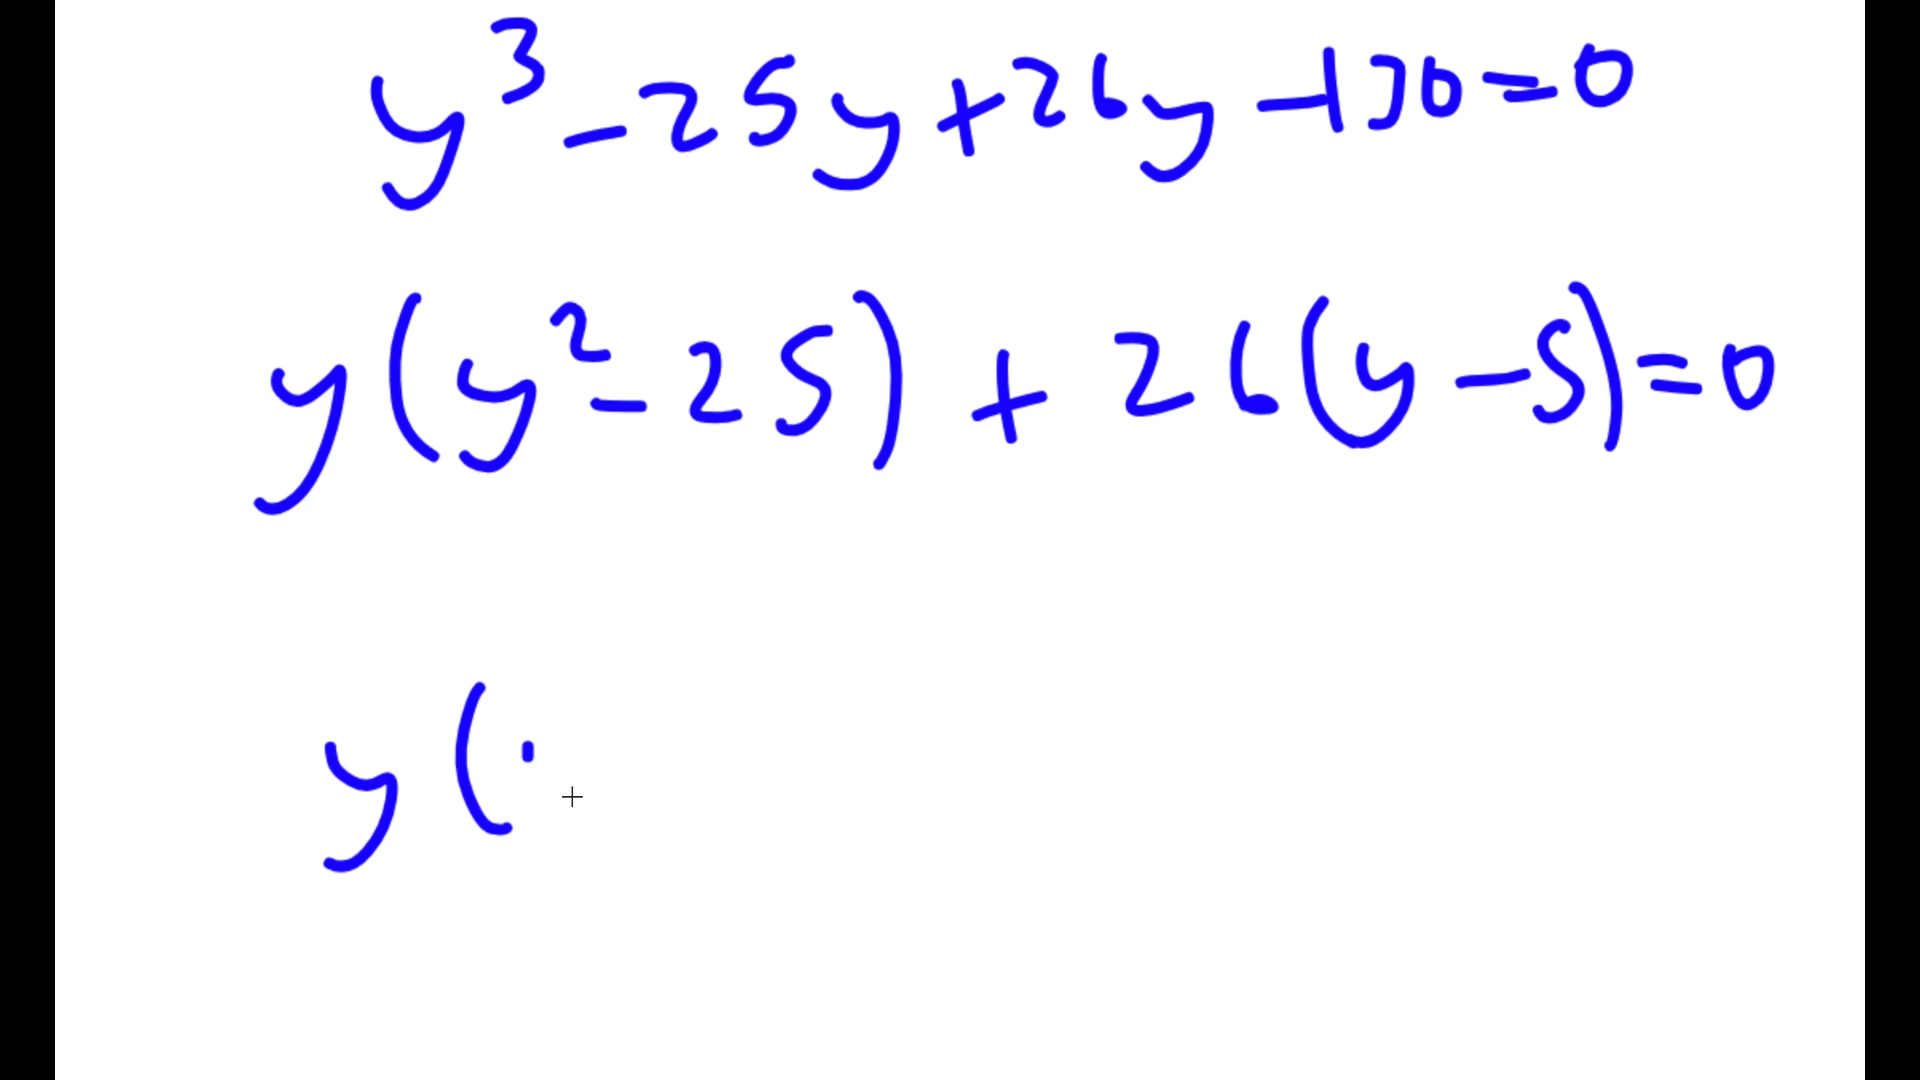 y³ - 25y + 26y - 130 = 0
y(y² - 25) + 26(y - 5) = 0
y(